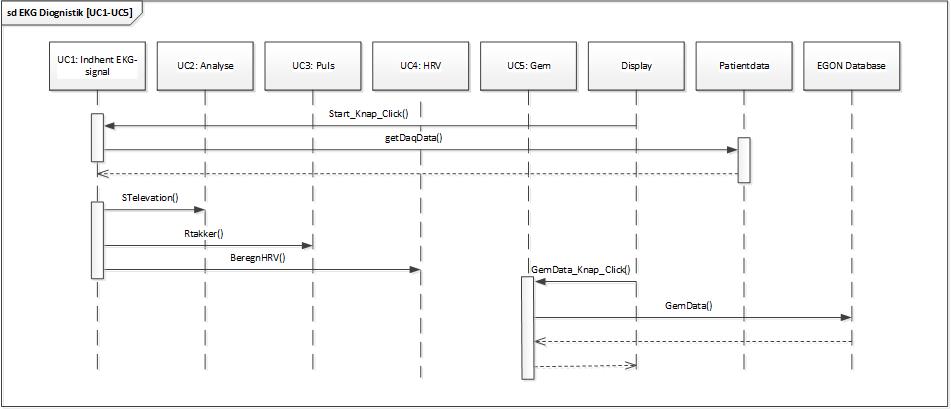 sd EKG Diognistik [UC1-UC5]
UC1: Indhent EKG-
signal
UC2: Analyse
UC3: Puls
UC4: HRV
UC5: Gem
Display
Patientdata
EGON Database
Start_Knap_Click()
getDaqData()
STelevation()
Rtakker()
BeregnHRV()
GemData_Knap_Click()
GemData()